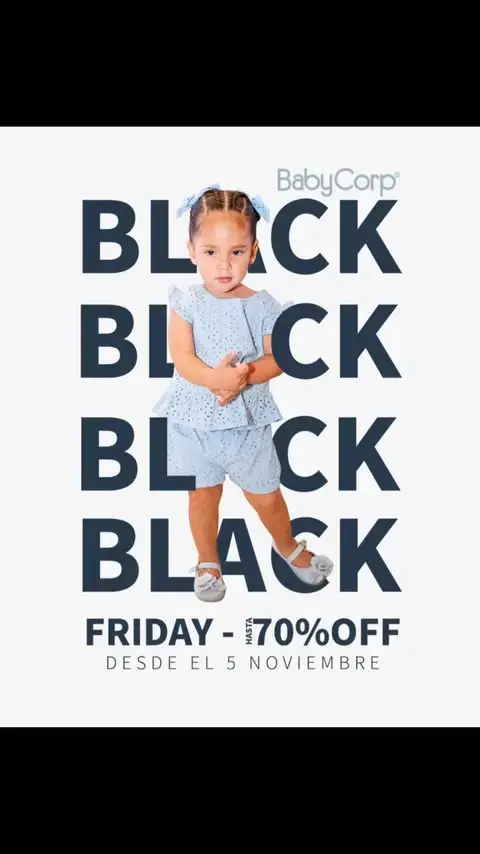 BabyCorp®
BLACK
BLACK
BLACK
BLACK
FRIDAY - HASTA 70%OFF
DESDE EL 5 NOVIEMBRE